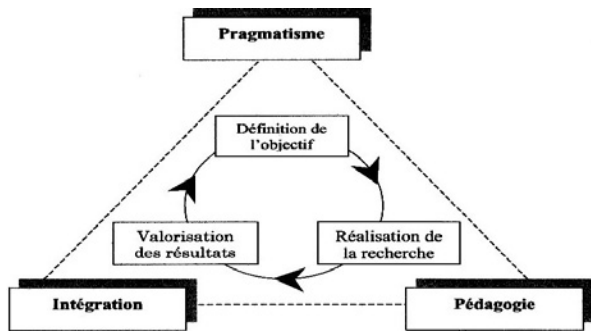 Pragmatisme
Définition de
l'objectif
Valorisation
des résultats
Réalisation de
la recherche
Intégration
Pédagogie